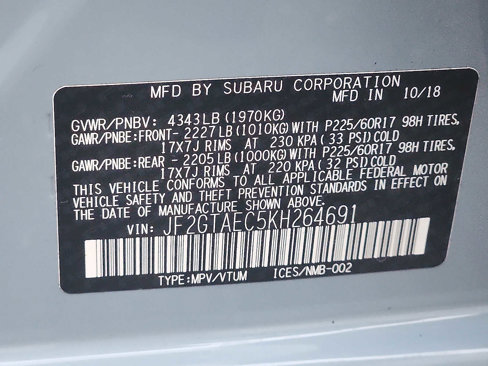 MFD BY SUBARU CORPORATION
MFD IN 10/18
GVWR/PNBV: 4343LB(1970KG)
GAWR/PNBE:FRONT- 2227LB(1010KG)WITH P225/60R17 98H TIRES,
17X7J RIMS AT 230 KPA(33 PSI)COLD
GAWR/PNBE:REAR - 2205LB(1000KG)WITH P225/60R17 98H TIRES,
17X7J RIMS AT 220 KPA(32 PSI)COLD
THIS VEHICLE CONFORMS TO ALL APPLICABLE FEDERAL MOTOR
VEHICLE SAFETY AND THEFT PREVENTION STANDARDS IN EFFECT
ON THE DATE OF MANUFACTURE SHOWN ABOVE.
VIN: JF2GTAEC5KH264691
TYPE:MPV/VTUM ICES/NMB-002